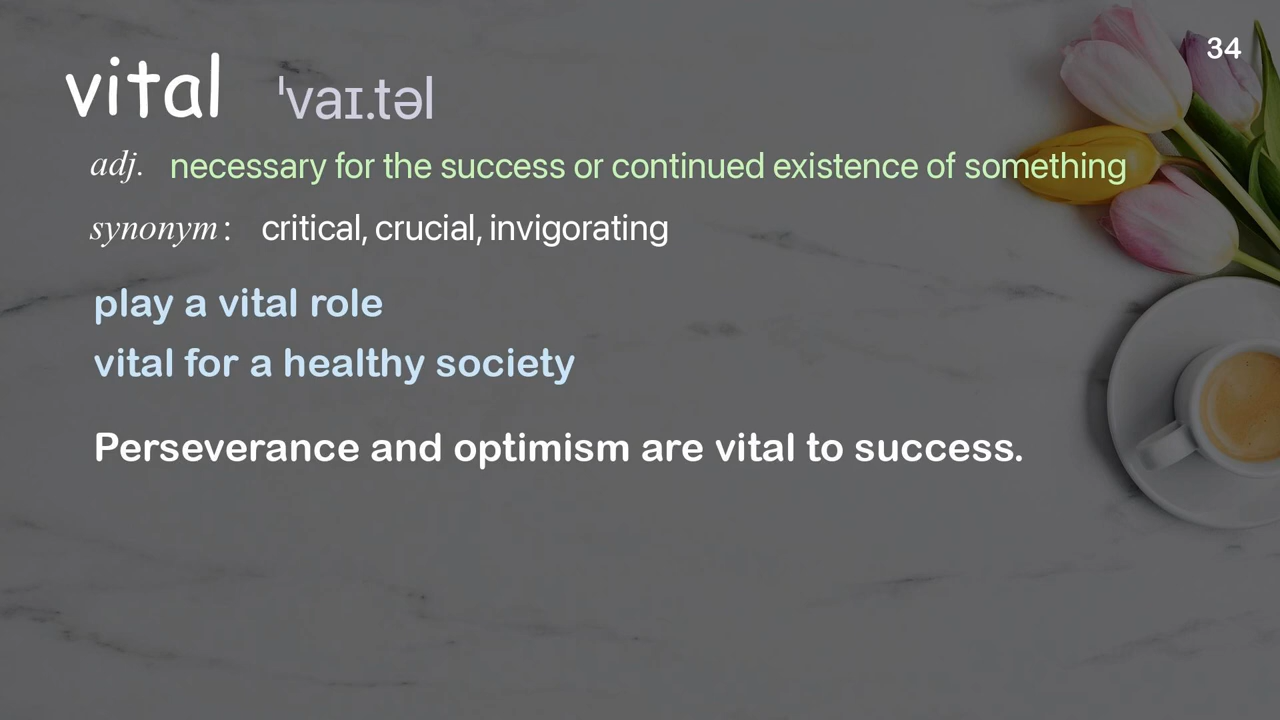 34
vital ˈvaɪ.təl
adj. necessary for the success or continued existence of something
synonym: critical, crucial, invigorating
play a vital role
vital for a healthy society
Perseverance and optimism are vital to success.